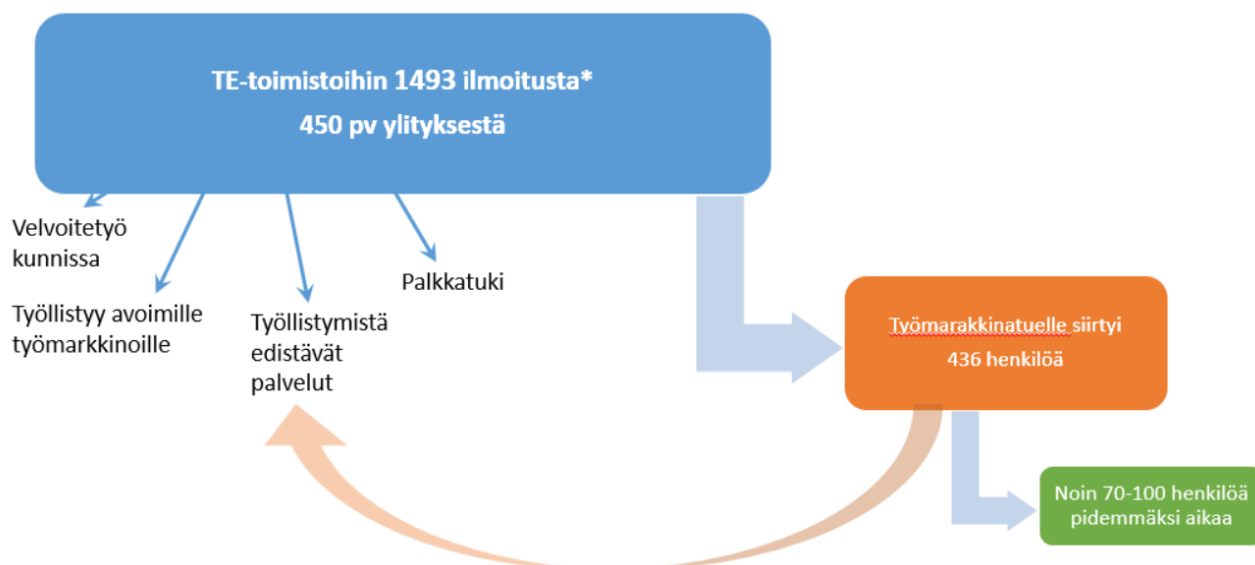 TE-toimistoihin 1493 ilmoitusta*
450 pv ylityksestä
Velvoitetyö
kunnissa
Työllistyy avoimille
työmarkkinoille
Työllistymistä
edistävät
palvelut
Palkkatuki
Työmarakkinatuelle siirtyi
436 henkilöä
Noin 70-100 henkilöä
pidemmäksi aikaa